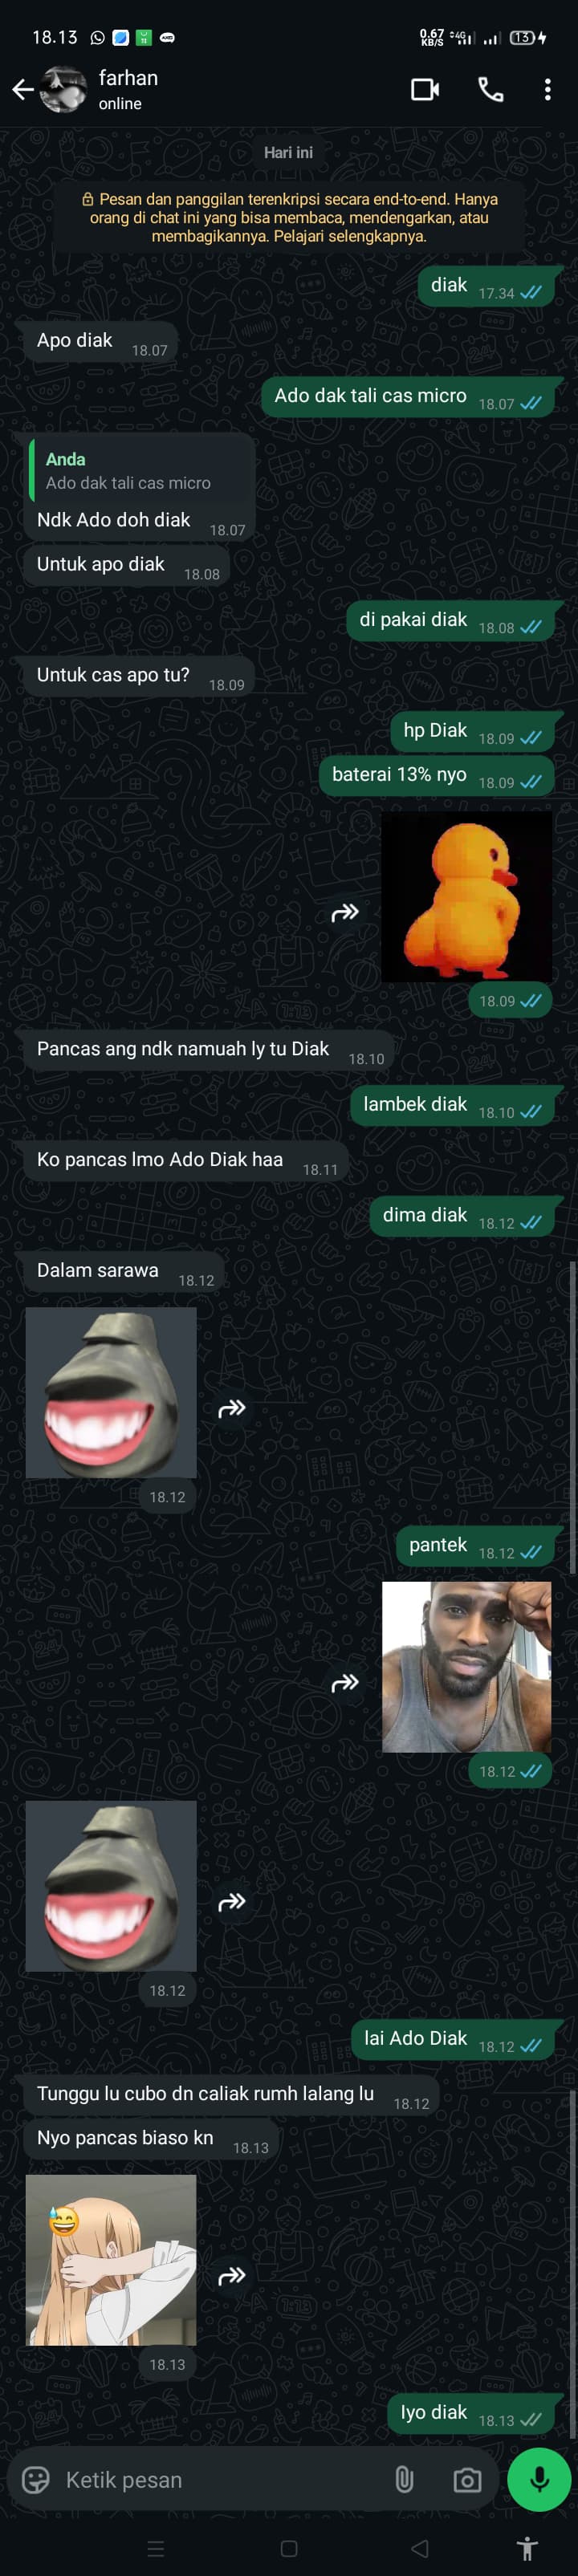 18.13
0.67
KB/S
4G
13
farhan
online
Hari ini
Pesan dan panggilan terenkripsi secara end-to-end. Hanya
orang di chat ini yang bisa membaca, mendengarkan, atau
membagikannya. Pelajari selengkapnya.
diak 17.34
Apo diak 18.07
Ado dak tali cas micro 18.07
Anda
Ado dak tali cas micro
Ndk Ado doh diak 18.07
Untuk apo diak 18.08
di pakai diak 18.08
Untuk cas apo tu? 18.09
hp Diak 18.09
baterai 13% nyo 18.09
18.09
Pancas ang ndk namuah ly tu Diak 18.10
lambek diak 18.10
Ko pancas lmo Ado Diak haa 18.11
dima diak 18.12
Dalam sarawa 18.12
18.12
pantek 18.12
18.12
18.12
lai Ado Diak 18.12
Tunggu lu cubo dn caliak rumh lalang lu 18.12
Nyo pancas biaso kn 18.13
18.13
Iyo diak 18.13
Ketik pesan